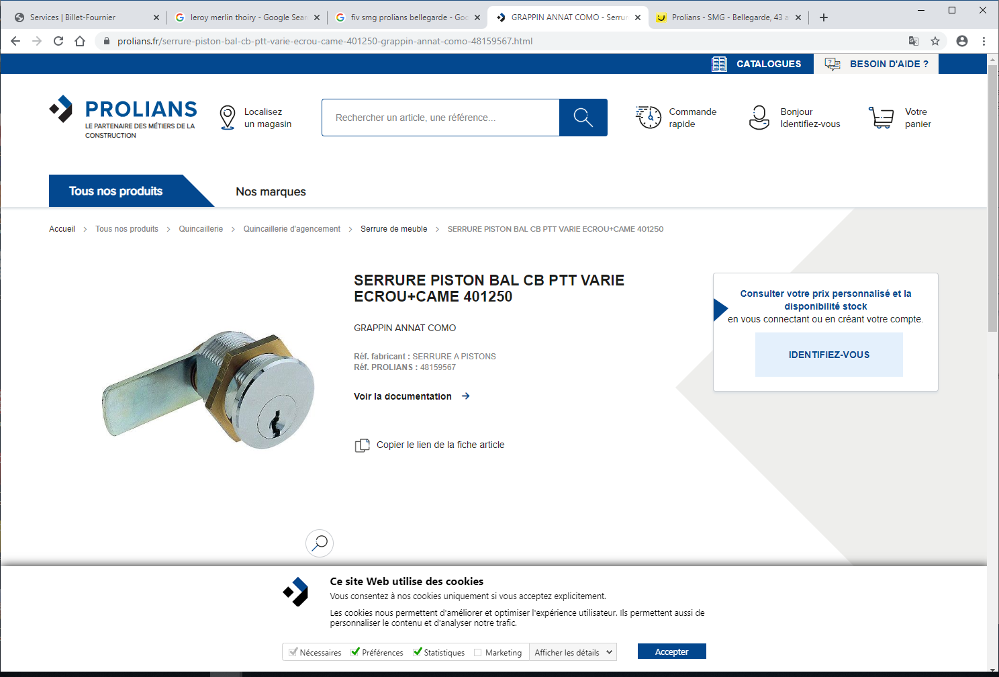 Services | Billet-Fournier
leroy merlin thoiry - Google Sear
fiv smg prolians bellegarde - Goo
GRAPPIN ANNAT COMO - Serrur
Prolians - SMG - Bellegarde, 43 a
prolians.fr/serrure-piston-bal-cb-ptt-varie-ecrou-came-401250-grappin-annat-como-48159567.html
CATALOGUES
BESOIN D'AIDE ?
PROLIANS
LE PARTENAIRE DES MÉTIERS DE LA
CONSTRUCTION
Localisez
un magasin
Rechercher un article, une référence...
Commande
rapide
Bonjour
Identifiez-vous
Votre
panier
Tous nos produits
Nos marques
Accueil > Tous nos produits > Quincaillerie > Quincaillerie d'agencement > Serrure de meuble > SERRURE PISTON BAL CB PTT VARIE ECROU+CAME 401250
SERRURE PISTON BAL CB PTT VARIE
ECROU+CAME 401250
GRAPPIN ANNAT COMO
Réf. fabricant : SERRURE A PISTONS
Réf. PROLIANS : 48159567
Voir la documentation
Copier le lien de la fiche article
Consulter votre prix personnalisé et la
disponibilité stock
en vous connectant ou en créant votre compte.
IDENTIFIEZ-VOUS
Ce site Web utilise des cookies
Vous consentez à nos cookies uniquement si vous acceptez explicitement.
Les cookies nous permettent d'améliorer et optimiser l'expérience utilisateur. Ils permettent aussi de
personnaliser le contenu et d'analyser notre trafic.
Nécessaires Préférences Statistiques Marketing Afficher les détails
Accepter